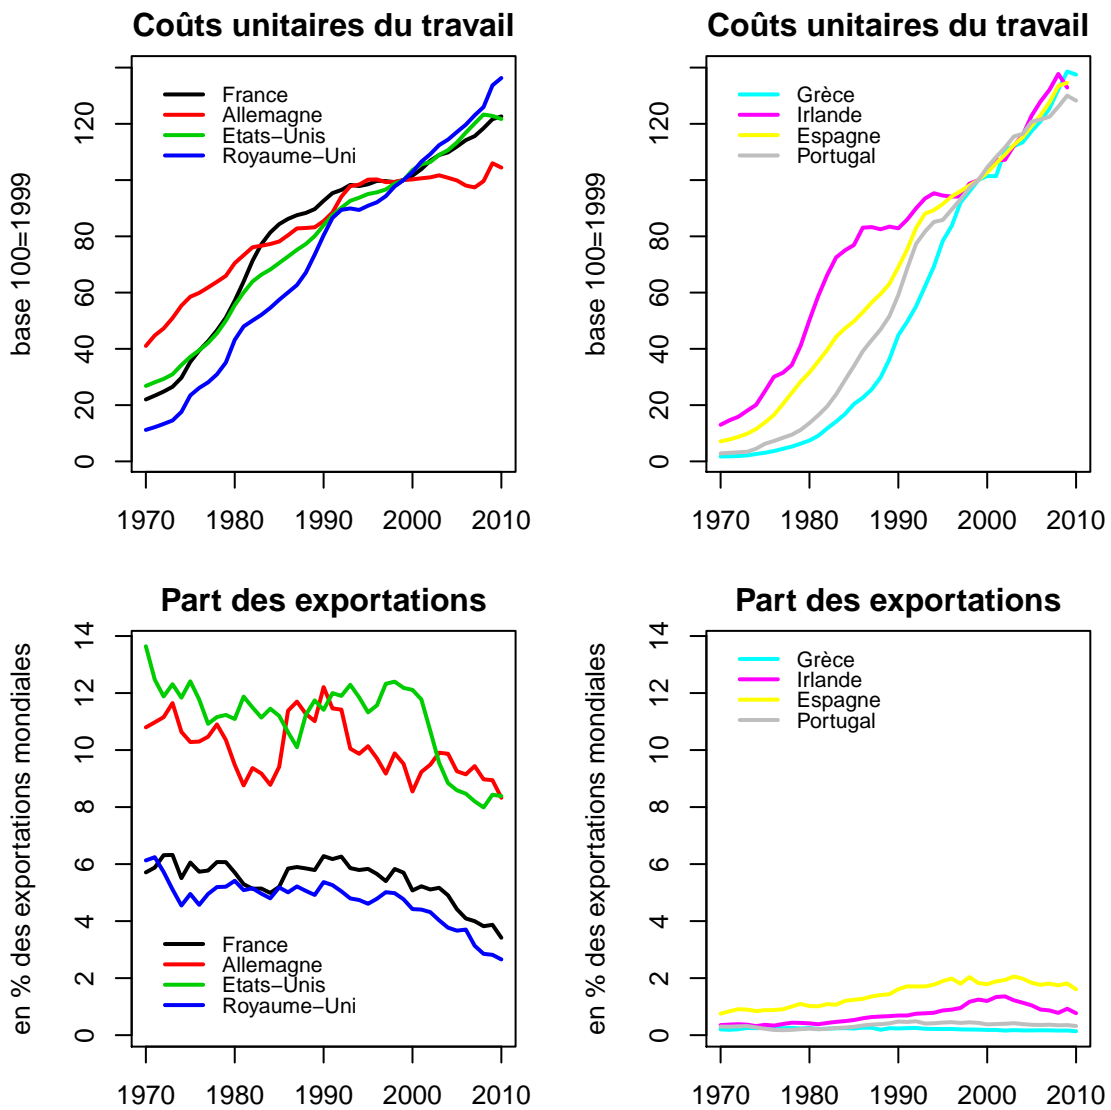 Coûts unitaires du travail
base 100=1999
0 20 40 60 80 120
France
Allemagne
Etats−Unis
Royaume−Uni
1970 1980 1990 2000 2010
Coûts unitaires du travail
base 100=1999
0 20 40 60 80 120
Grèce
Irlande
Espagne
Portugal
1970 1980 1990 2000 2010
Part des exportations
en % des exportations mondiales
0 2 4 6 8 10 12 14
France
Allemagne
Etats−Unis
Royaume−Uni
1970 1980 1990 2000 2010
Part des exportations
en % des exportations mondiales
0 2 4 6 8 10 12 14
Grèce
Irlande
Espagne
Portugal
1970 1980 1990 2000 2010